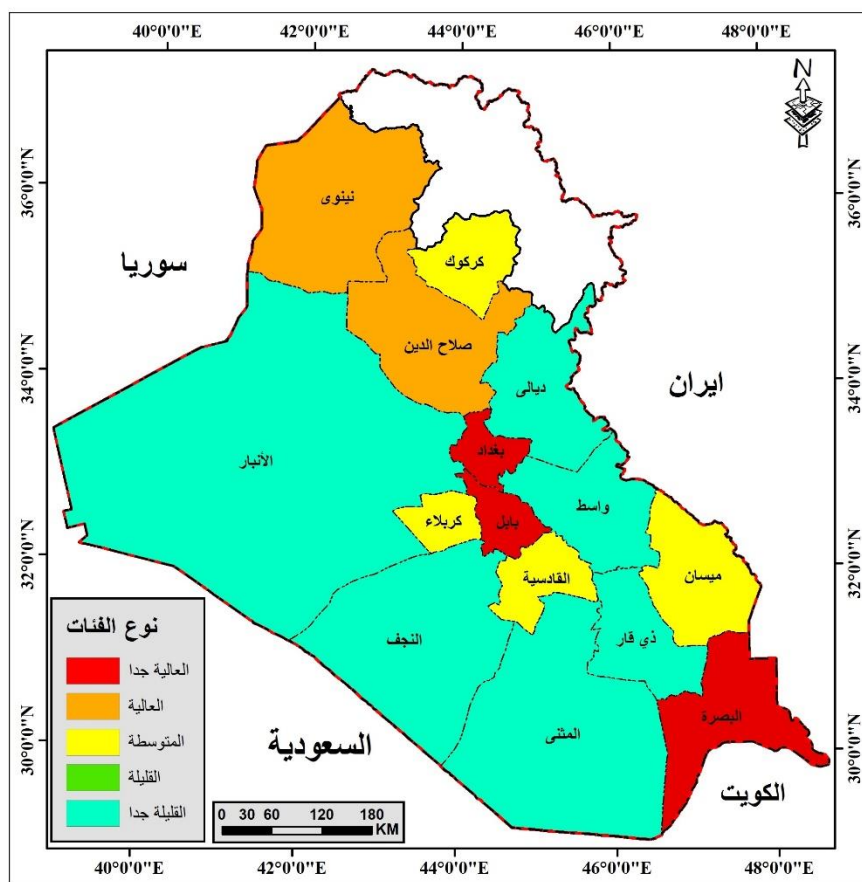 40°0'0"E
42°0'0"E
44°0'0"E
46°0'0"E
48°0'0"E
N
36°0'0"N
36°0'0"N
نينوى
كركوك
سوريا
صلاح الدين
34°0'0"N
34°0'0"N
ديالى
ايران
بغداد
الأنبار
واسط
كربلاء
بابل
32°0'0"N
32°0'0"N
القادسية
ميسان
النجف
ذي قار
نوع الفئات
العالية جدا
العالية
المتوسطة
القليلة
القليلة جدا
البصرة
المثنى
السعودية
30°0'0"N
30°0'0"N
الكويت
0 30 60 120 180
KM
40°0'0"E
42°0'0"E
44°0'0"E
46°0'0"E
48°0'0"E